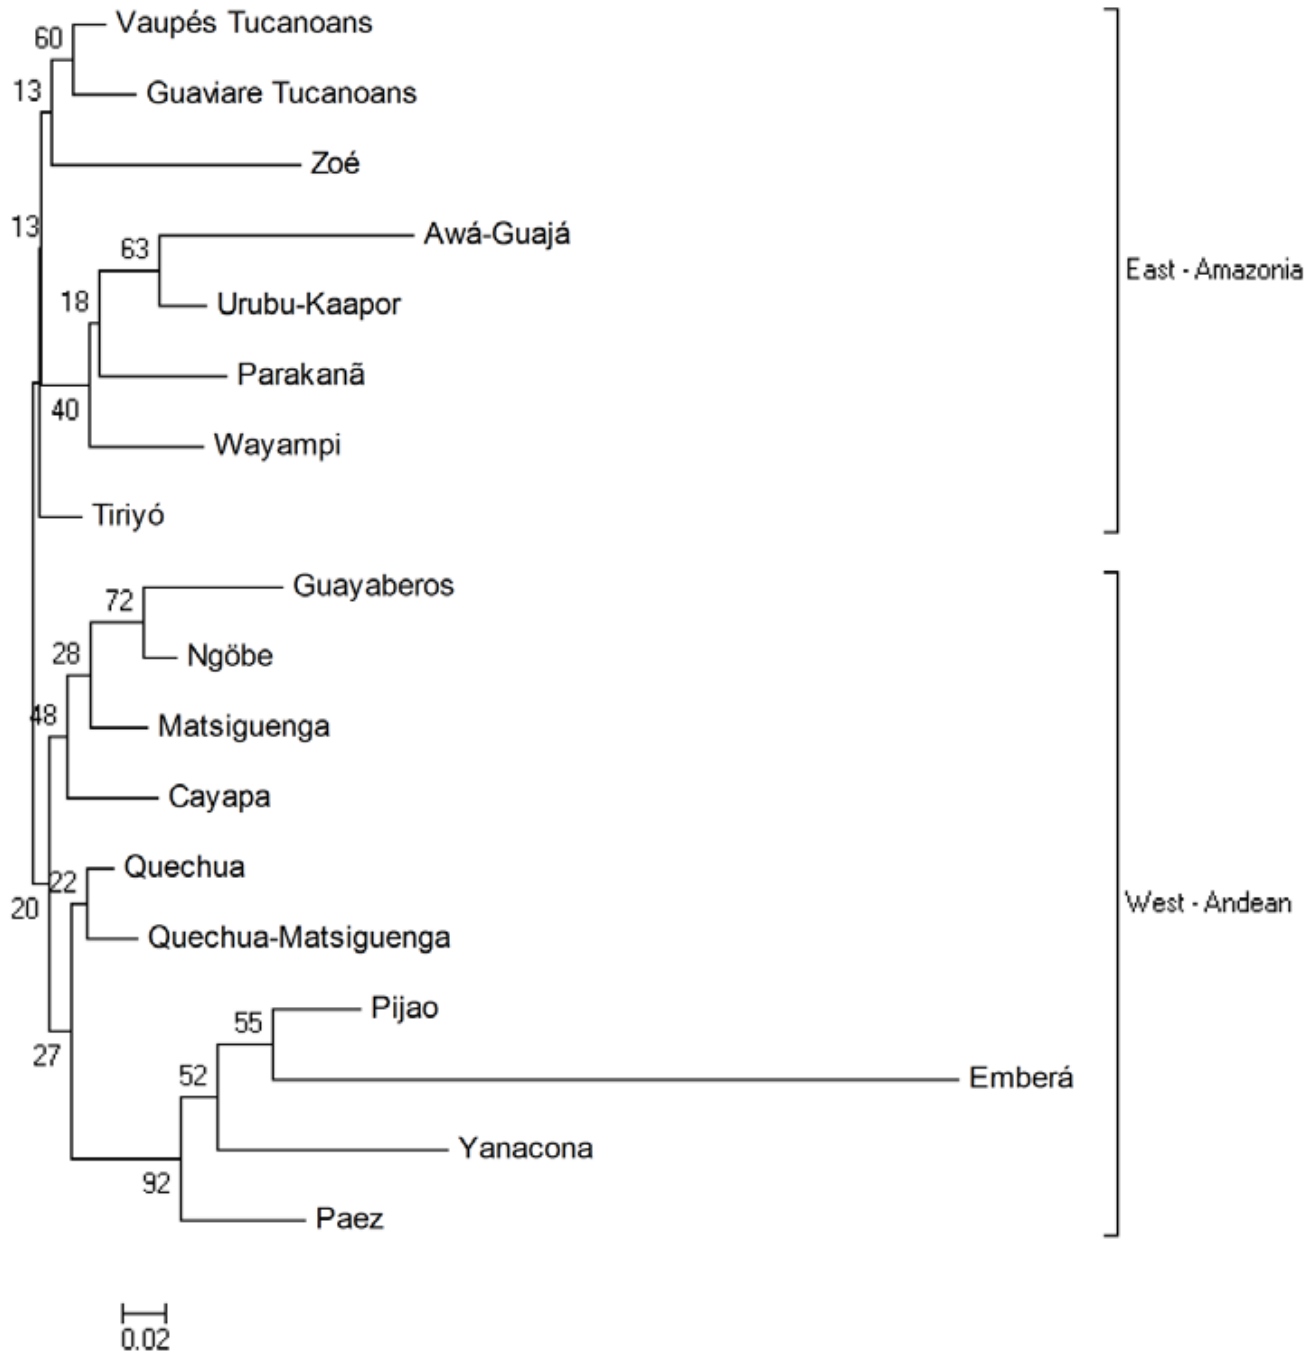 Vaupés Tucanoans
60
13
Guaviare Tucanoans
Zoé
13
Awá-Guajá
63
East - Amazonia
18
Urubu-Kaapor
Parakanã
40
Wayampi
Tiriyó
Guayaberos
72
28
Ngöbe
48
Matsiguenga
Cayapa
Quechua
22
20
West - Andean
Quechua-Matsiguenga
Pijao
55
27
52
Emberá
Yanacona
92
Paez
0.02